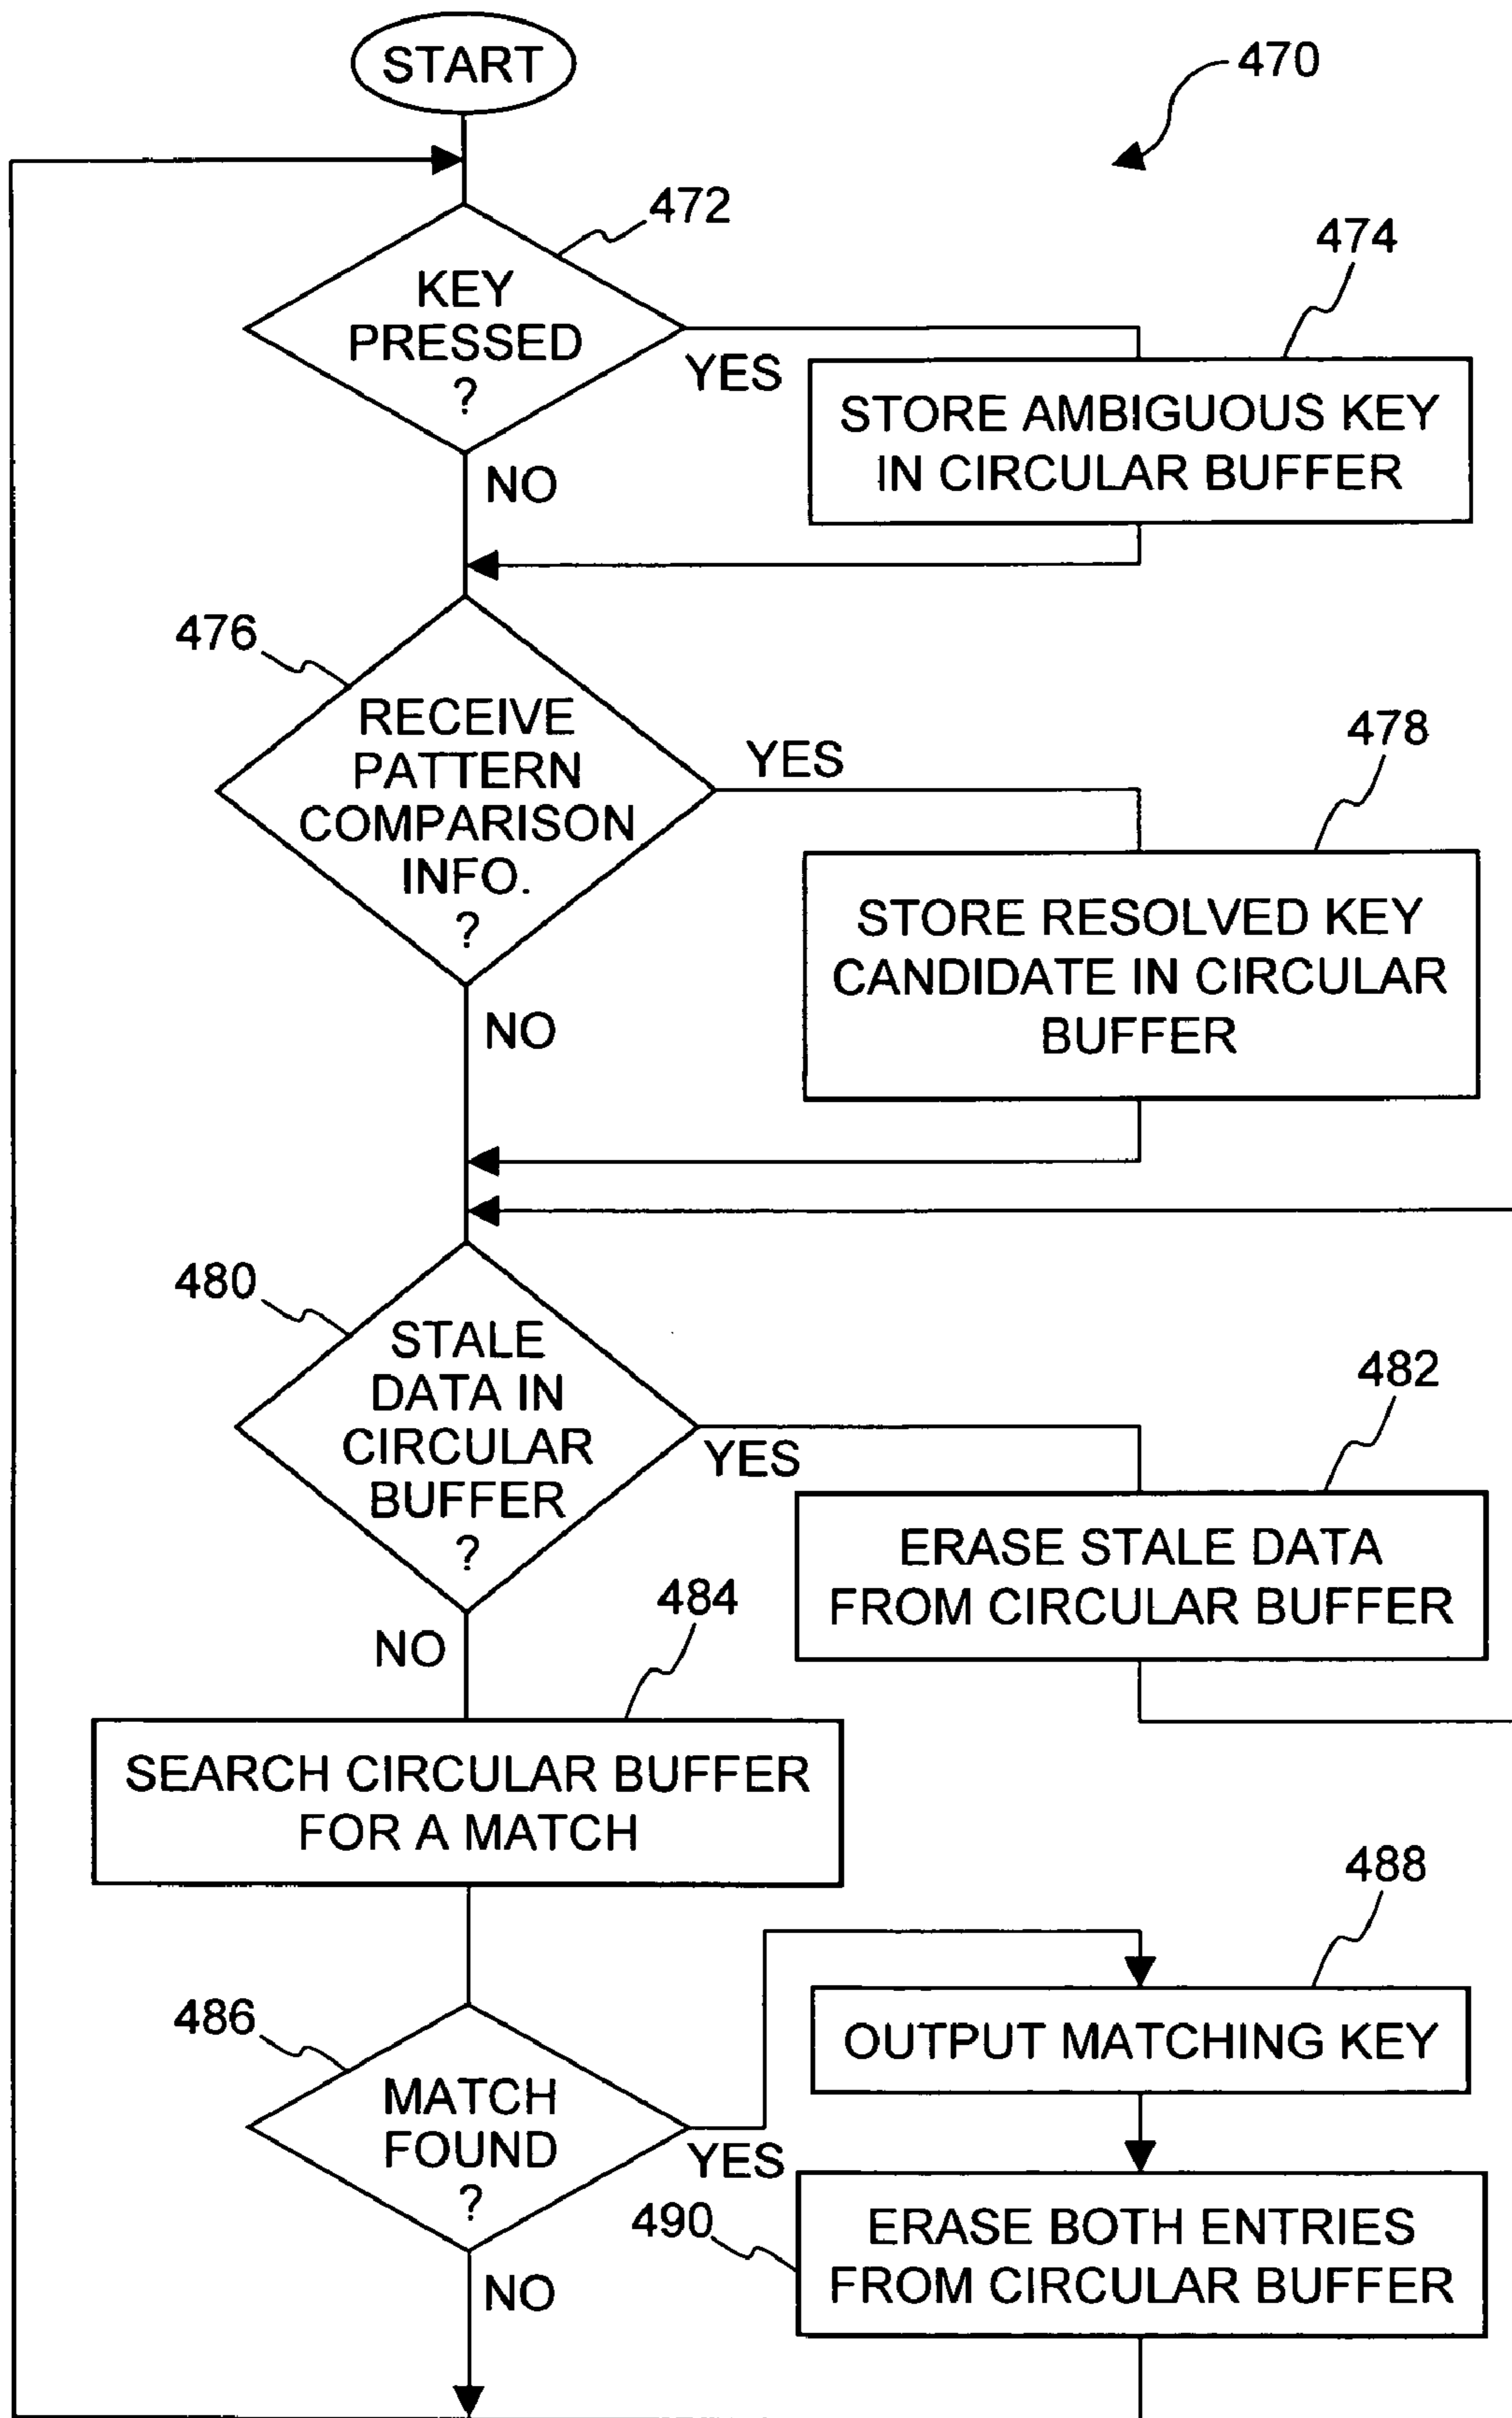 START
470
472
KEY
PRESSED
?
YES
474
STORE AMBIGUOUS KEY
IN CIRCULAR BUFFER
NO
476
RECEIVE
PATTERN
COMPARISON
INFO.
?
YES
478
STORE RESOLVED KEY
CANDIDATE IN CIRCULAR
BUFFER
NO
480
STALE
DATA IN
CIRCULAR
BUFFER
?
YES
482
ERASE STALE DATA
FROM CIRCULAR BUFFER
NO
484
SEARCH CIRCULAR BUFFER
FOR A MATCH
486
MATCH
FOUND
?
YES
488
OUTPUT MATCHING KEY
490
ERASE BOTH ENTRIES
FROM CIRCULAR BUFFER
NO